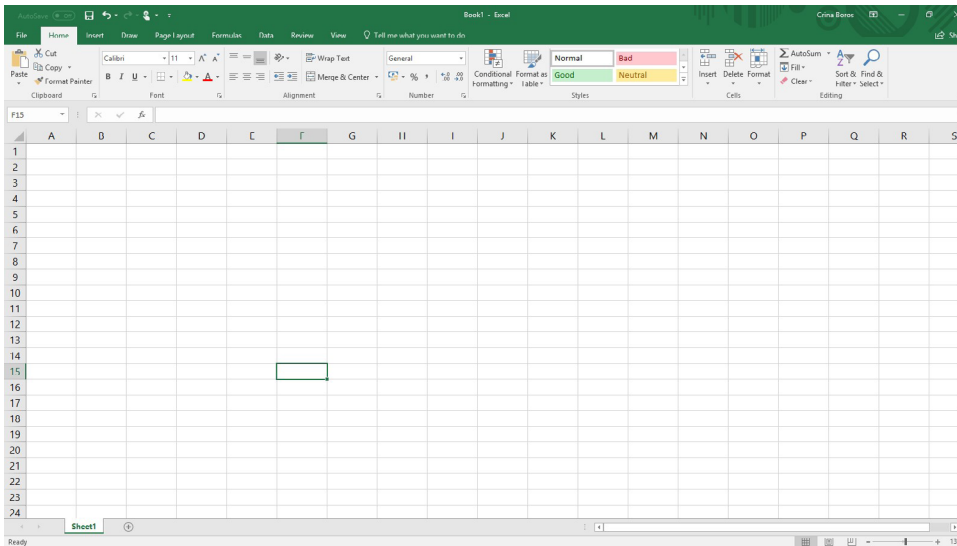 AutoSave Off Book1 - Excel Crina Boros
File Home Insert Draw Page Layout Formulas Data Review View Tell me what you want to do Sh
Cut
Copy
Format Painter
Paste
Calibri 11
B I U
Wrap Text
Merge & Center
General
Conditional Formatting
Format as Table
Normal Bad
Good Neutral
Insert Delete Format
AutoSum
Fill
Clear
Sort & Filter
Find & Select
Clipboard Font Alignment Number Styles Cells Editing
F15 fx
A B C D E F G H I J K L M N O P Q R S
1
2
3
4
5
6
7
8
9
10
11
12
13
14
15
16
17
18
19
20
21
22
23
24
Sheet1
Ready 13